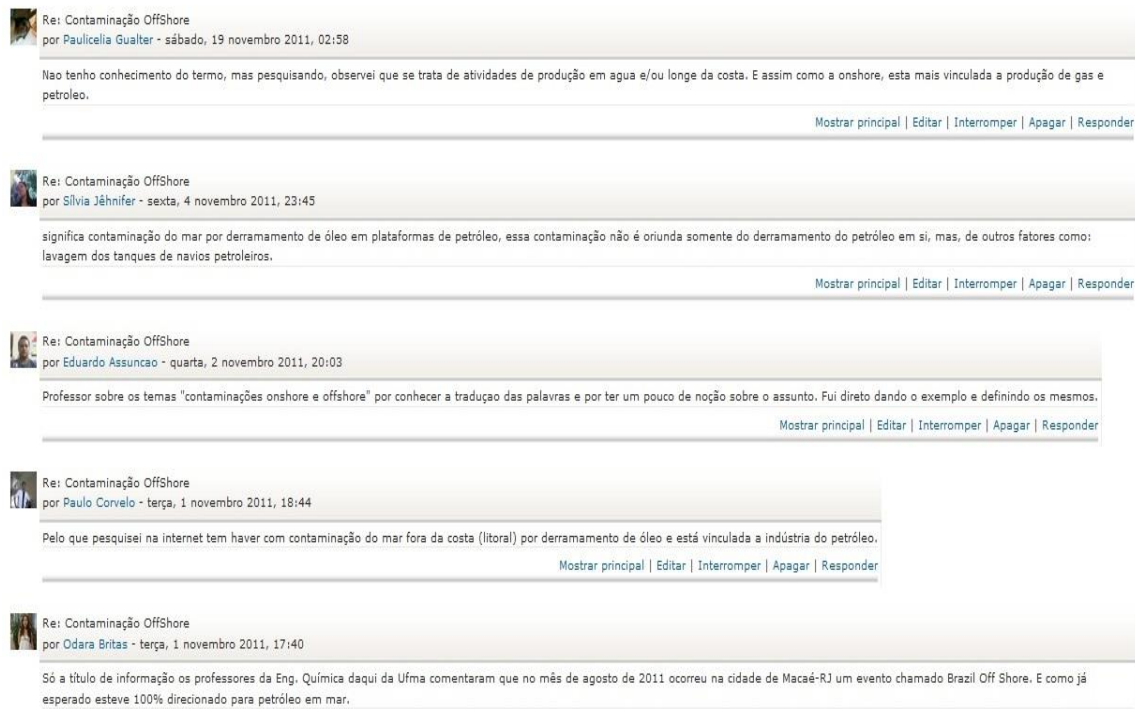 Re: Contaminação OffShore
por Paulicelia Gualter - sábado, 19 novembro 2011, 02:58
Nao tenho conhecimento do termo, mas pesquisando, observei que se trata de atividades de produção em agua e/ou longe da costa. E assim como a onshore, esta mais vinculada a produção de gas e
petroleo.
Mostrar principal | Editar | Interromper | Apagar | Responder
Re: Contaminação OffShore
por Sílvia Jêhnifer - sexta, 4 novembro 2011, 23:45
significa contaminação do mar por derramamento de óleo em plataformas de petróleo, essa contaminação não é oriunda somente do derramamento do petróleo em si, mas, de outros fatores como:
lavagem dos tanques de navios petroleiros.
Mostrar principal | Editar | Interromper | Apagar | Responder
Re: Contaminação OffShore
por Eduardo Assuncao - quarta, 2 novembro 2011, 20:03
Professor sobre os temas "contaminações onshore e offshore" por conhecer a traduçao das palavras e por ter um pouco de noção sobre o assunto. Fui direto dando o exemplo e definindo os mesmos.
Mostrar principal | Editar | Interromper | Apagar | Responder
Re: Contaminação OffShore
por Paulo Corvelo - terça, 1 novembro 2011, 18:44
Pelo que pesquisei na internet tem haver com contaminação do mar fora da costa (litoral) por derramamento de óleo e está vinculada a indústria do petróleo.
Mostrar principal | Editar | Interromper | Apagar | Responder
Re: Contaminação OffShore
por Odara Britas - terça, 1 novembro 2011, 17:40
Só a título de informação os professores da Eng. Química daqui da Ufma comentaram que no mês de agosto de 2011 ocorreu na cidade de Macaé-RJ um evento chamado Brazil Off Shore. E como já
esperado esteve 100% direcionado para petróleo em mar.